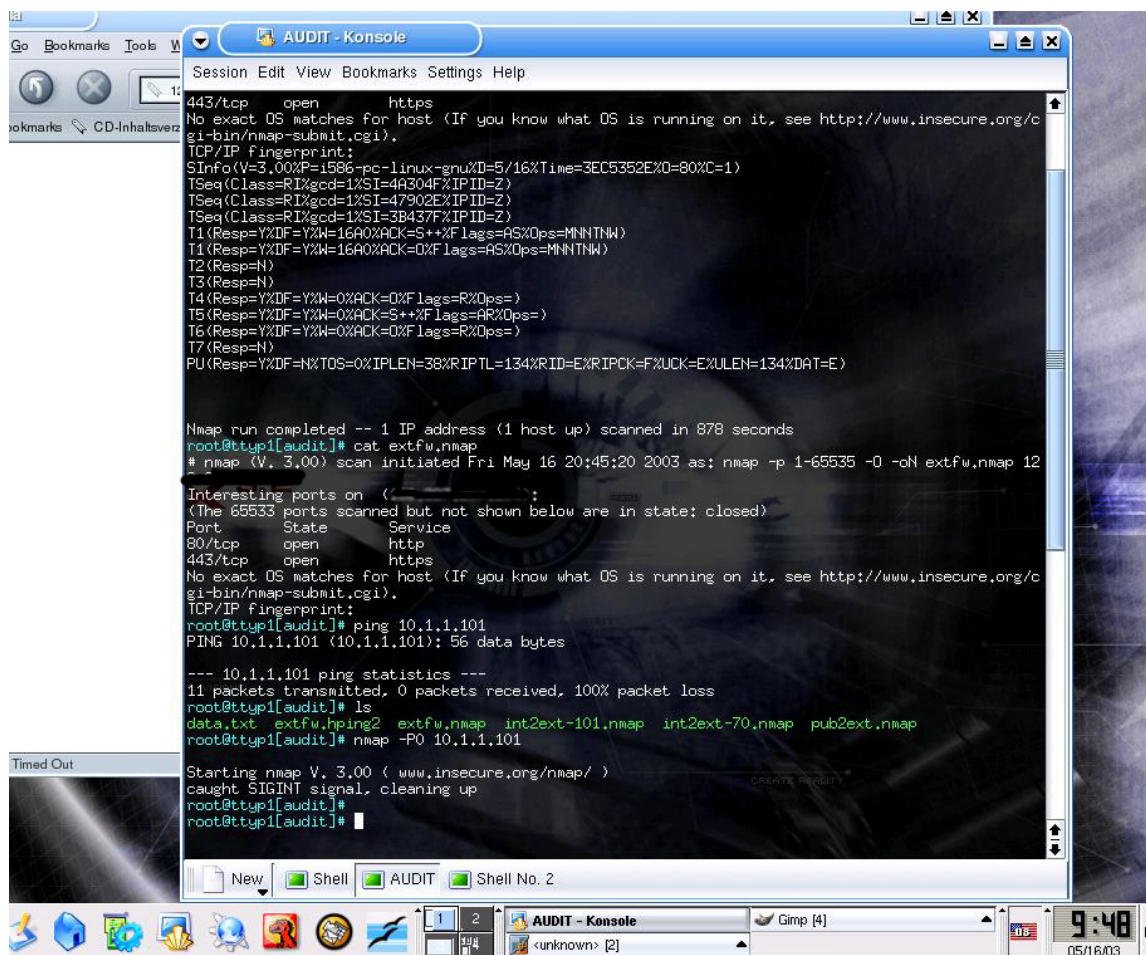 Go Bookmarks Tools W
AUDIT - Konsole
Session Edit View Bookmarks Settings Help
12
ookmarks CD-Inhaltsverz
443/tcp open https
No exact OS matches for host (If you know what OS is running on it, see http://www.insecure.org/c
gi-bin/nmap-submit.cgi).
TCP/IP fingerprint:
SInfo(V=3.00%P=i586-pc-linux-gnu%D=5/16%Time=3EC5352E%O=80%C=1)
TSeq(Class=RI%gcd=1%SI=4A304F%IPID=Z)
TSeq(Class=RI%gcd=1%SI=47902E%IPID=Z)
TSeq(Class=RI%gcd=1%SI=3B437F%IPID=Z)
T1(Resp=Y%DF=Y%W=16A0%ACK=S++%Flags=AS%Ops=MNNTNW)
T1(Resp=Y%DF=Y%W=16A0%ACK=O%Flags=AS%Ops=MNNTNW)
T2(Resp=N)
T3(Resp=N)
T4(Resp=Y%DF=Y%W=0%ACK=O%Flags=R%Ops=)
T5(Resp=Y%DF=Y%W=0%ACK=S++%Flags=AR%Ops=)
T6(Resp=Y%DF=Y%W=0%ACK=O%Flags=R%Ops=)
T7(Resp=N)
PU(Resp=Y%DF=N%TOS=0%IPLEN=38%RIPTL=134%RID=E%RIPCK=F%UCK=E%ULEN=134%DAT=E)
Nmap run completed -- 1 IP address (1 host up) scanned in 878 seconds
root@ttyp1[audit]# cat extfw.nmap
# nmap (V. 3.00) scan initiated Fri May 16 20:45:20 2003 as: nmap -p 1-65535 -O -oN extfw.nmap 12
Interesting ports on (
(The 65533 ports scanned but not shown below are in state: closed)
Port State Service
80/tcp open http
443/tcp open https
No exact OS matches for host (If you know what OS is running on it, see http://www.insecure.org/c
gi-bin/nmap-submit.cgi).
TCP/IP fingerprint:
root@ttyp1[audit]# ping 10.1.1.101
PING 10.1.1.101 (10.1.1.101): 56 data bytes
--- 10.1.1.101 ping statistics ---
11 packets transmitted, 0 packets received, 100% packet loss
root@ttyp1[audit]# ls
data.txt extfw.hping2 extfw.nmap int2ext-101.nmap int2ext-70.nmap pub2ext.nmap
root@ttyp1[audit]# nmap -P0 10.1.1.101
Timed Out
Starting nmap V. 3.00 ( www.insecure.org/nmap/ )
CREATE REALITY
caught SIGINT signal, cleaning up
root@ttyp1[audit]#
root@ttyp1[audit]#
New Shell AUDIT Shell No. 2
1 2 AUDIT - Konsole Gimp [4] US 9:48
<unknown> [2] 05/16/03